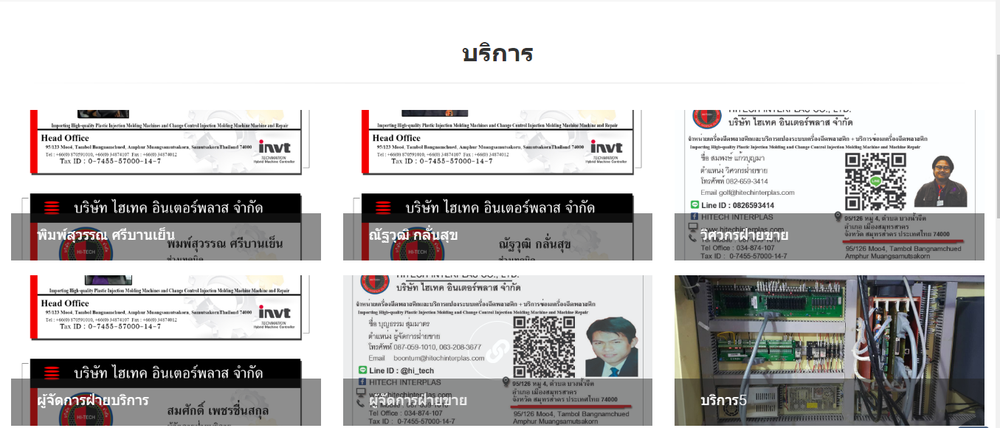 บริการ
Importing High-quality Plastic Injection Molding Machines and Change Control Injection Molding Machine Machine and Repair
Head Office
95/123 Moo4, Tambol Bangnamchued, Amphur Muangsamutsakorn, SamutsakornThailand 74000
Tel : +66(0) 870591010, +66(0) 34874107 Fax : +66(0) 34874012
Tax ID : 0-7455-57000-14-7
invt
TECHMATION
Hybrid Machine Controller
บริษัท ไฮเทค อินเตอร์พลาส จำกัด
HI-TECH
พิมพ์สุวรรณ ศรีบานเย็น
พิมพ์สุวรรณ ศรีบานเย็น
ช่างเทคนิค
Importing High-quality Plastic Injection Molding Machines and Change Control Injection Molding Machine Machine and Repair
Head Office
95/123 Moo4, Tambol Bangnamchued, Amphur Muangsamutsakorn, SamutsakornThailand 74000
Tel : +66(0) 870591010, +66(0) 34874107 Fax : +66(0) 34874012
Tax ID : 0-7455-57000-14-7
invt
TECHMATION
Hybrid Machine Controller
บริษัท ไฮเทค อินเตอร์พลาส จำกัด
HI-TECH
ณัฐวุฒิ กลั่นสุข
ณัฐวุฒิ กลั่นสุข
ช่างเทคนิค
HITECH INTERPLAS CO., LTD.
บริษัท ไฮเทค อินเตอร์พลาส จำกัด
จำหน่ายเครื่องฉีดพลาสติกและบริการแปลงระบบเครื่องฉีดพลาสติก + บริการซ่อมเครื่องฉีดพลาสติก
Importing High-quality Plastic Injection Molding and Change Control Injection Molding and Machine and Machine Repair
ชื่อ สมพงษ์ แก้วบุญมา
ตำแหน่ง วิศวกรฝ่ายขาย
โทรศัพท์ 082-659-3414
Email golf@hitechinterplas.com
Line ID : 0826593414
HITECH INTERPLAS
www.hitechinterplas.com
วิศวกรฝ่ายขาย
Tel Office : 034-874-107
Tax ID : 0-7455-57000-14-7
95/126 หมู่ 4, ตำบล บางน้ำจืด
อำเภอ เมืองสมุทรสาคร
จังหวัด สมุทรสาคร ประเทศไทย 74000
95/126 Moo4, Tambol Bangnamchued
Amphur Muangsamutsakorn
Importing High-quality Plastic Injection Molding Machines and Change Control Injection Molding Machine Machine and Repair
Head Office
95/123 Moo4, Tambol Bangnamchued, Amphur Muangsamutsakorn, SamutsakornThailand 74000
Tel : +66(0) 870591010, +66(0) 34874107 Fax : +66(0) 34874012
Tax ID : 0-7455-57000-14-7
invt
TECHMATION
Hybrid Machine Controller
บริษัท ไฮเทค อินเตอร์พลาส จำกัด
HI-TECH
ผู้จัดการฝ่ายบริการ
สมศักดิ์ เพชรชื่นสกุล
ผู้จัดการฝ่ายบริการ
HITECH INTERPLAS CO., LTD.
บริษัท ไฮเทค อินเตอร์พลาส จำกัด
จำหน่ายเครื่องฉีดพลาสติกและบริการแปลงระบบเครื่องฉีดพลาสติก + บริการซ่อมเครื่องฉีดพลาสติก
Importing High-quality Plastic Injection Molding and Change Control Injection Molding and Machine and Machine Repair
ชื่อ บุญธรรม สุ่มมาตร
ตำแหน่ง ผู้จัดการฝ่ายขาย
โทรศัพท์ 087-059-1010, 063-208-3677
Email boontum@hitechinterplas.com
Line ID : @hi_tech
HITECH INTERPLAS
www.hitechinterplas.com
ผู้จัดการฝ่ายขาย
Tel Office : 034-874-107
Tax ID : 0-7455-57000-14-7
95/126 หมู่ 4, ตำบล บางน้ำจืด
อำเภอ เมืองสมุทรสาคร
จังหวัด สมุทรสาคร ประเทศไทย 74000
95/126 Moo4, Tambol Bangnamchued
Amphur Muangsamutsakorn
บริการ5